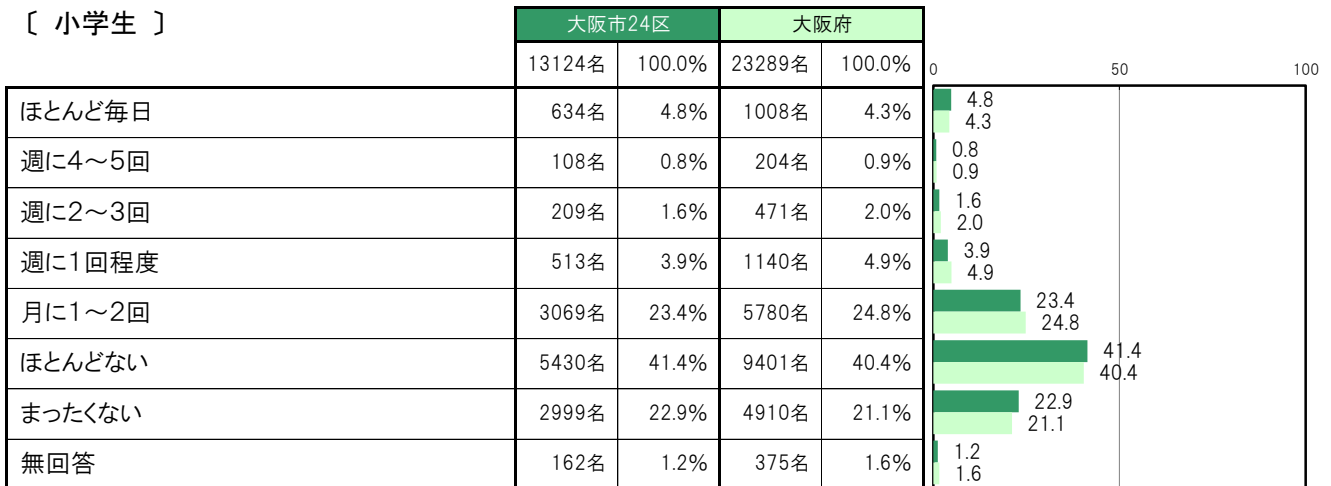 〔 小学生 〕
大阪市24区 大阪府
13124名 100.0% 23289名 100.0%
0 50 100
ほとんど毎日 634名 4.8% 1008名 4.3%
4.8
4.3
週に4～5回 108名 0.8% 204名 0.9%
0.8
0.9
週に2～3回 209名 1.6% 471名 2.0%
1.6
2.0
週に1回程度 513名 3.9% 1140名 4.9%
3.9
4.9
月に1～2回 3069名 23.4% 5780名 24.8%
23.4
24.8
ほとんどない 5430名 41.4% 9401名 40.4%
41.4
40.4
まったくない 2999名 22.9% 4910名 21.1%
22.9
21.1
無回答 162名 1.2% 375名 1.6%
1.2
1.6